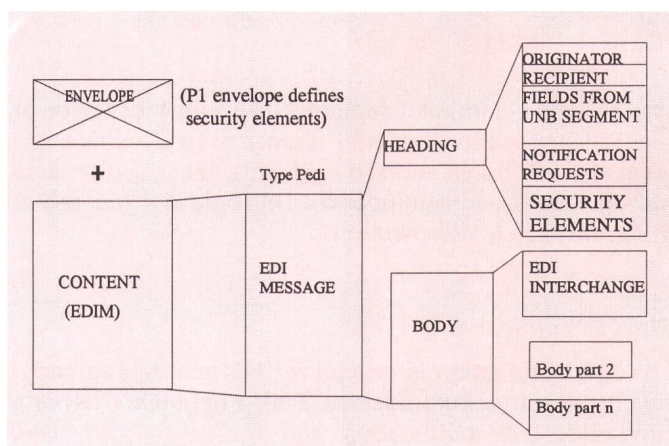 ENVELOPE
(P1 envelope defines
security elements)
+
CONTENT
(EDIM)
Type Pedi
EDI
MESSAGE
HEADING
BODY
ORIGINATOR
RECIPIENT
FIELDS FROM
UNB SEGMENT
NOTIFICATION
REQUESTS
SECURITY
ELEMENTS
EDI
INTERCHANGE
Body part 2
Body part n